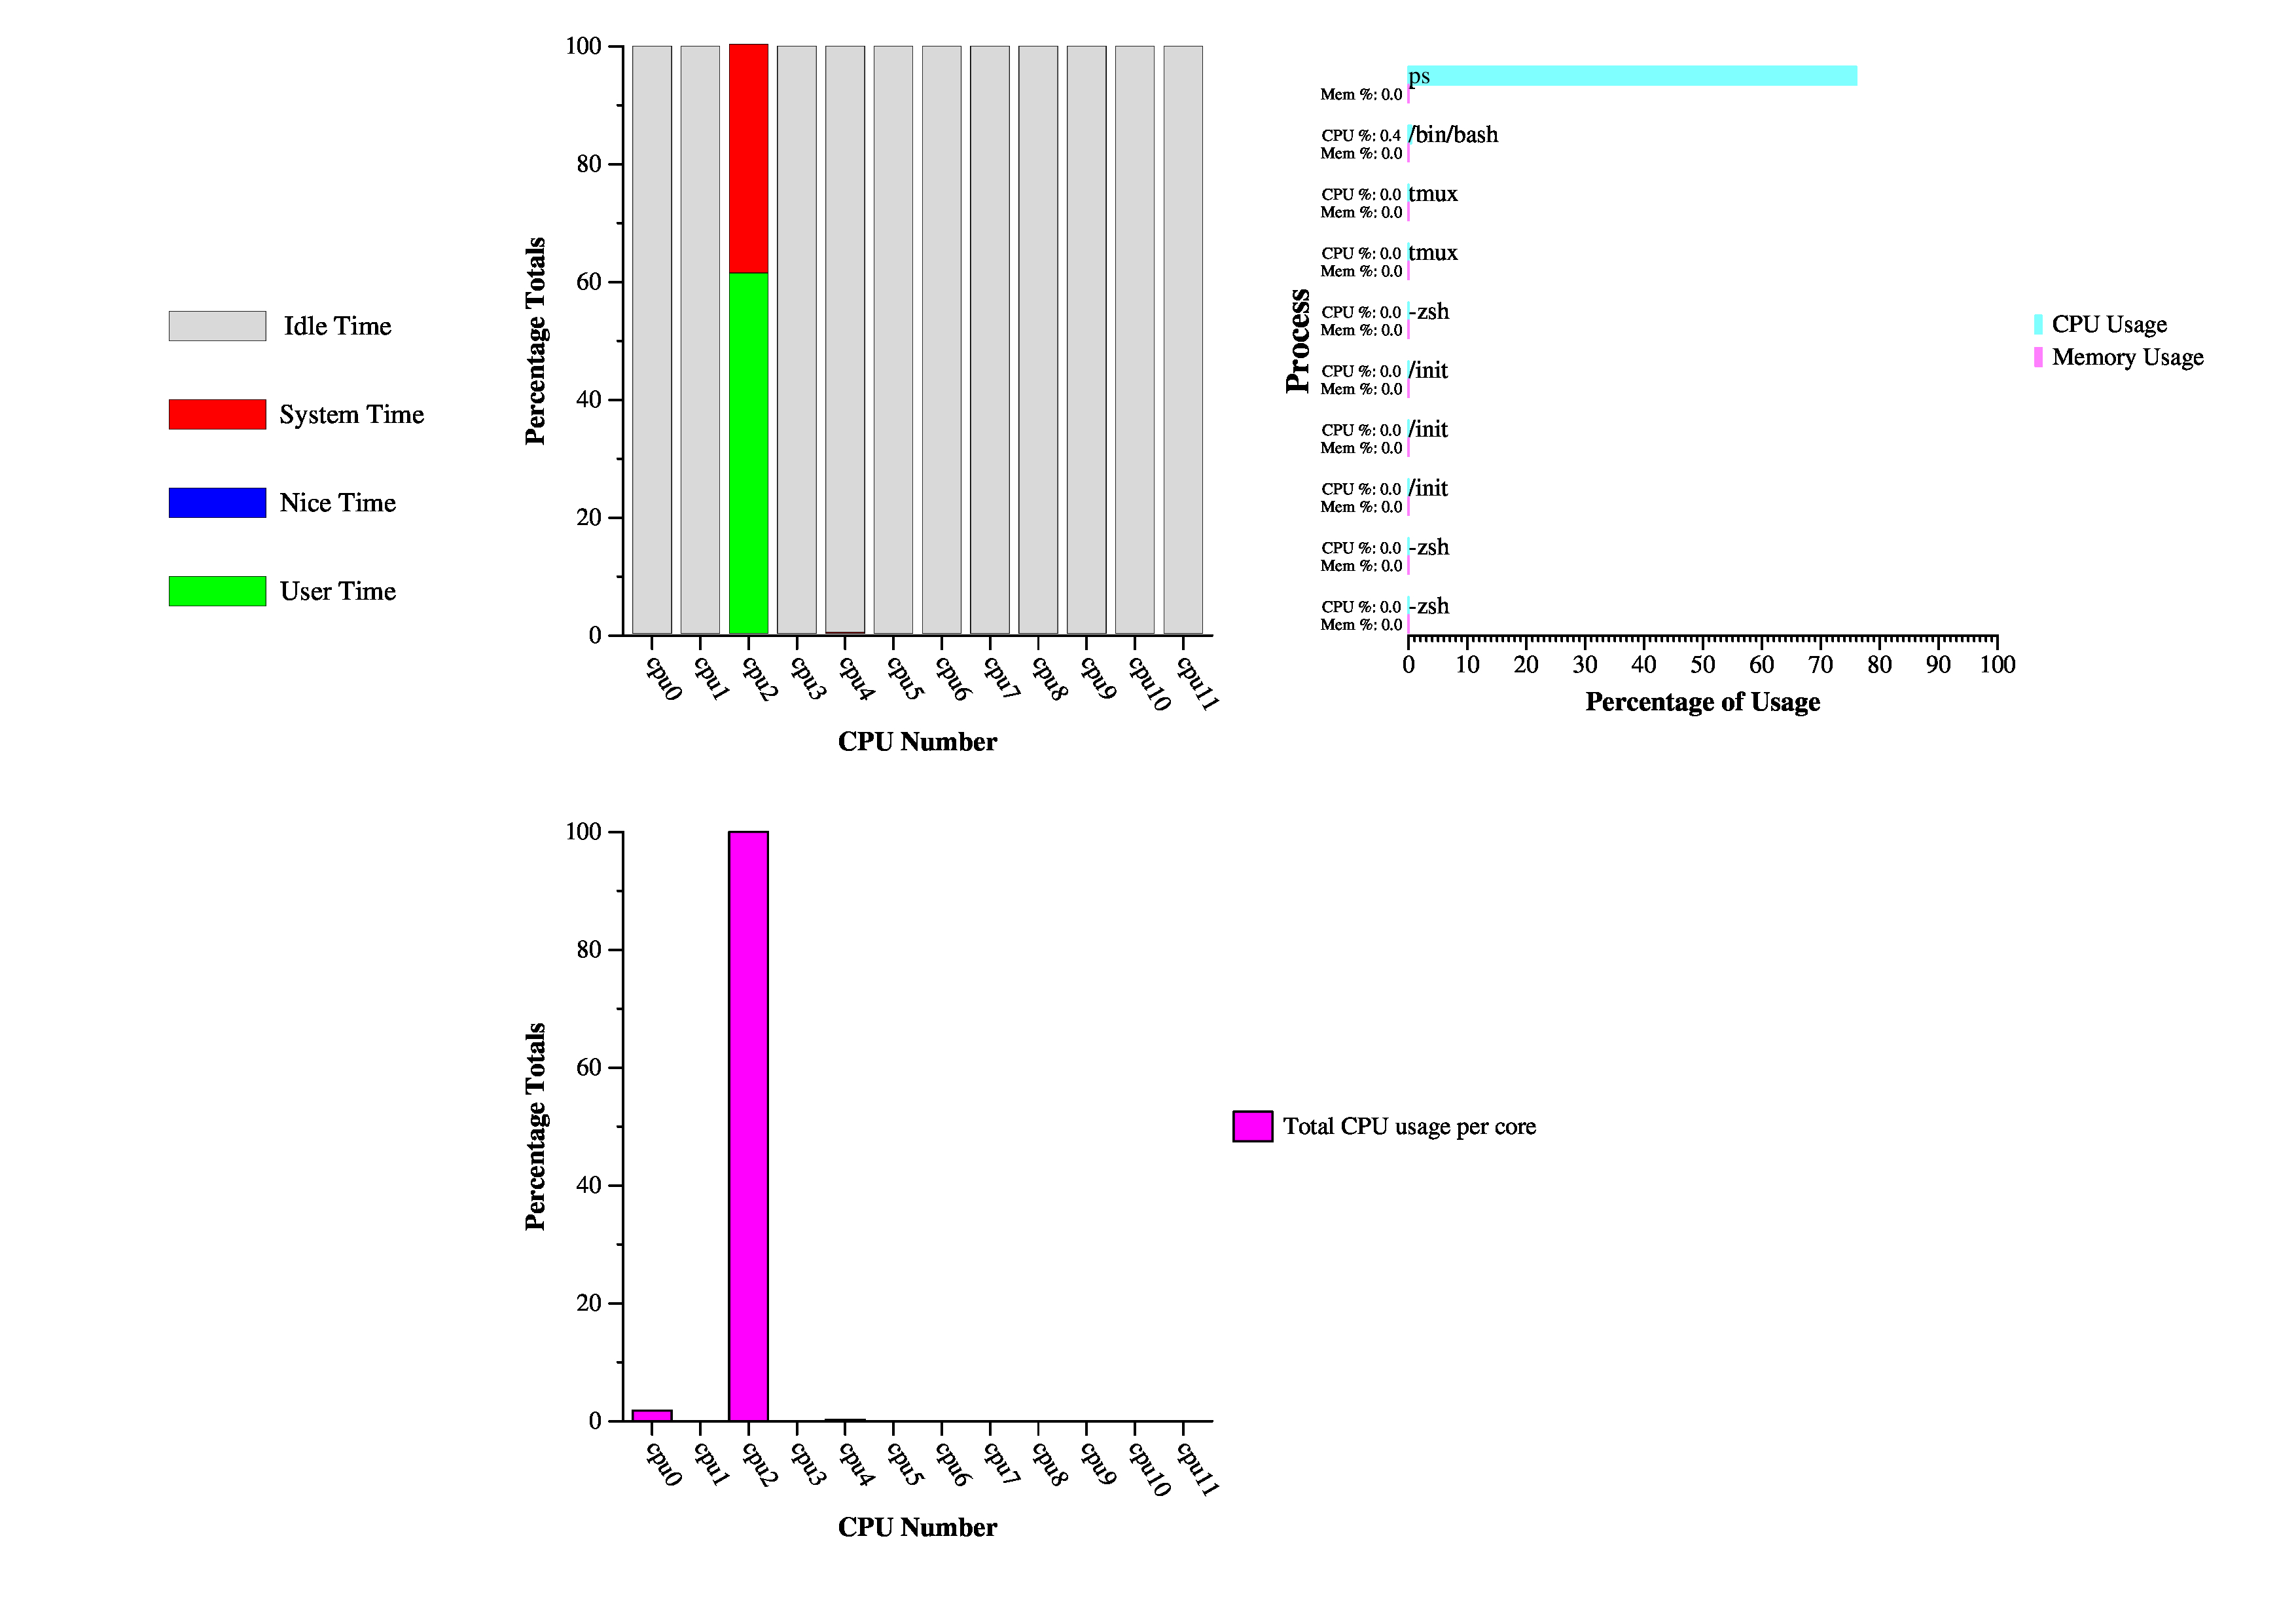 Idle Time
System Time
Nice Time
User Time
Percentage Totals
100
80
60
40
20
0
cpu0 cpu1 cpu2 cpu3 cpu4 cpu5 cpu6 cpu7 cpu8 cpu9 cpu10 cpu11
CPU Number
Process
ps
Mem %: 0.0
CPU %: 0.4 /bin/bash
Mem %: 0.0
CPU %: 0.0 tmux
Mem %: 0.0
CPU %: 0.0 tmux
Mem %: 0.0
CPU %: 0.0 -zsh
Mem %: 0.0
CPU %: 0.0 /init
Mem %: 0.0
CPU %: 0.0 /init
Mem %: 0.0
CPU %: 0.0 /init
Mem %: 0.0
CPU %: 0.0 -zsh
Mem %: 0.0
CPU %: 0.0 -zsh
Mem %: 0.0
0 10 20 30 40 50 60 70 80 90 100
Percentage of Usage
CPU Usage
Memory Usage
Percentage Totals
100
80
60
40
20
0
cpu0 cpu1 cpu2 cpu3 cpu4 cpu5 cpu6 cpu7 cpu8 cpu9 cpu10 cpu11
CPU Number
Total CPU usage per core